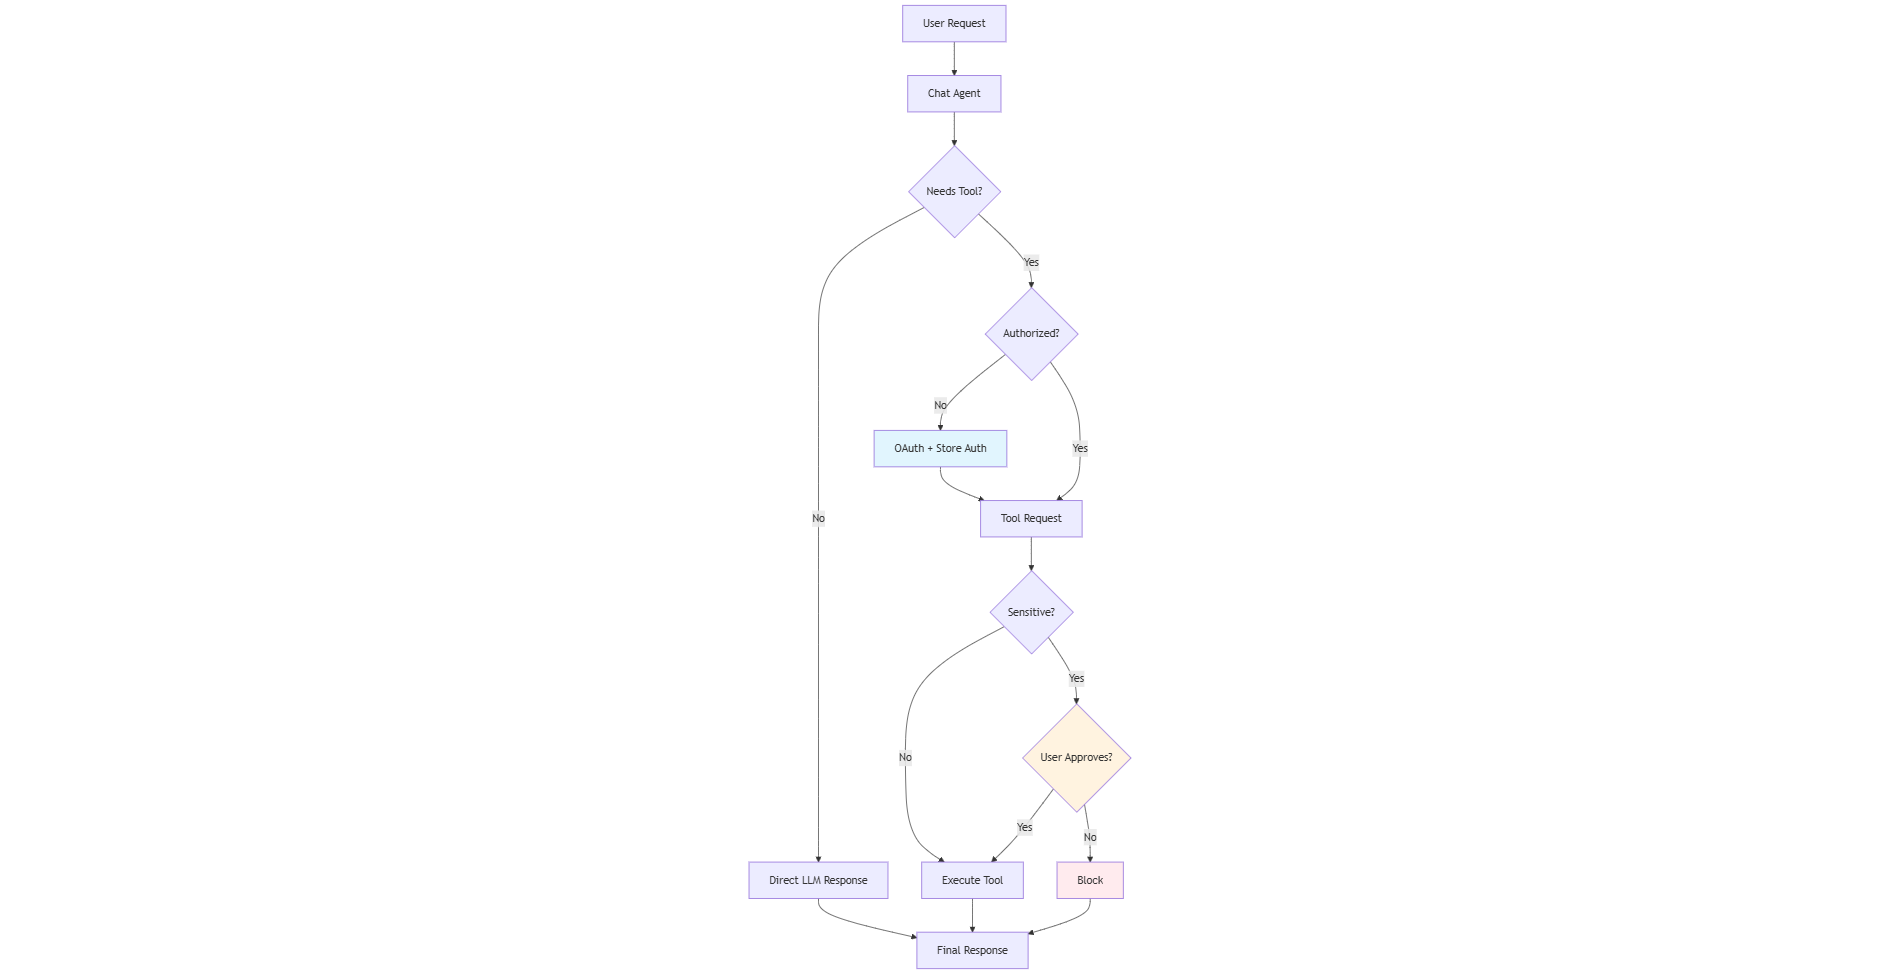 User Request
Chat Agent
Needs Tool?
Yes
Authorized?
No
OAuth + Store Auth
Yes
No
Tool Request
Sensitive?
Yes
No
User Approves?
Yes
No
Direct LLM Response
Execute Tool
Block
Final Response